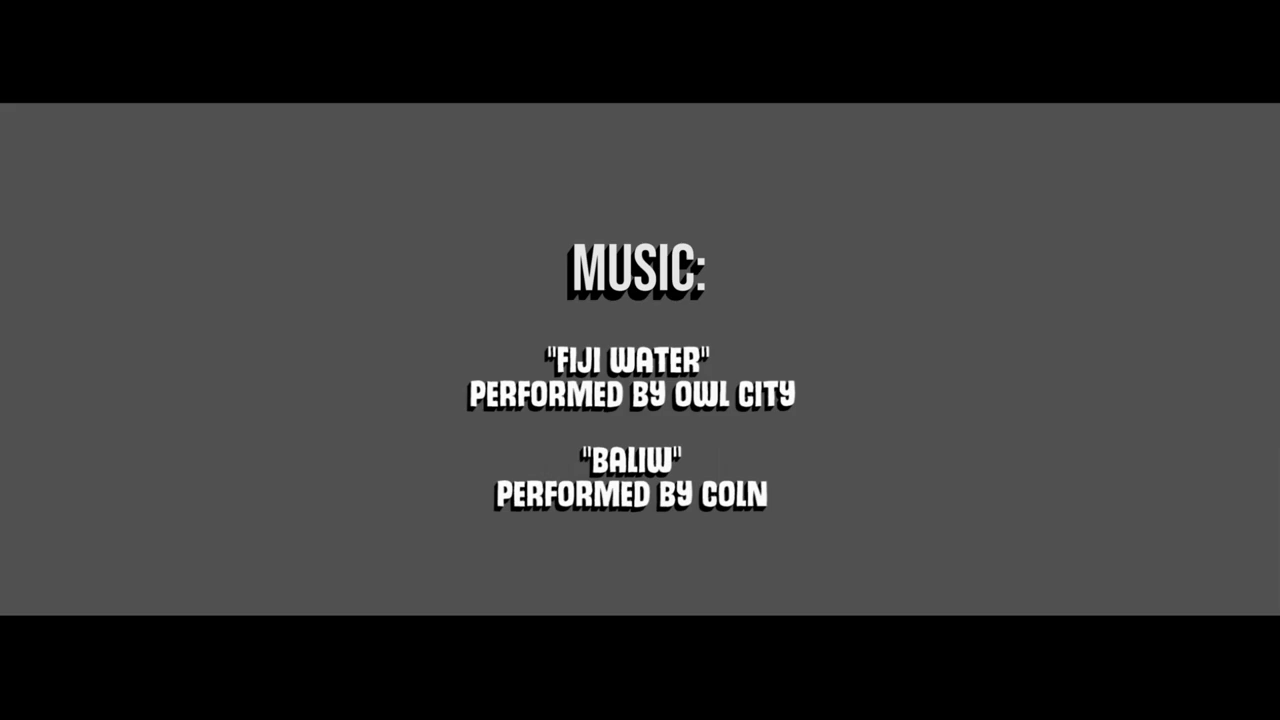 MUSIC:
"FIJI WATER"
PERFORMED BY OWL CITY
"BALIW"
PERFORMED BY COLN